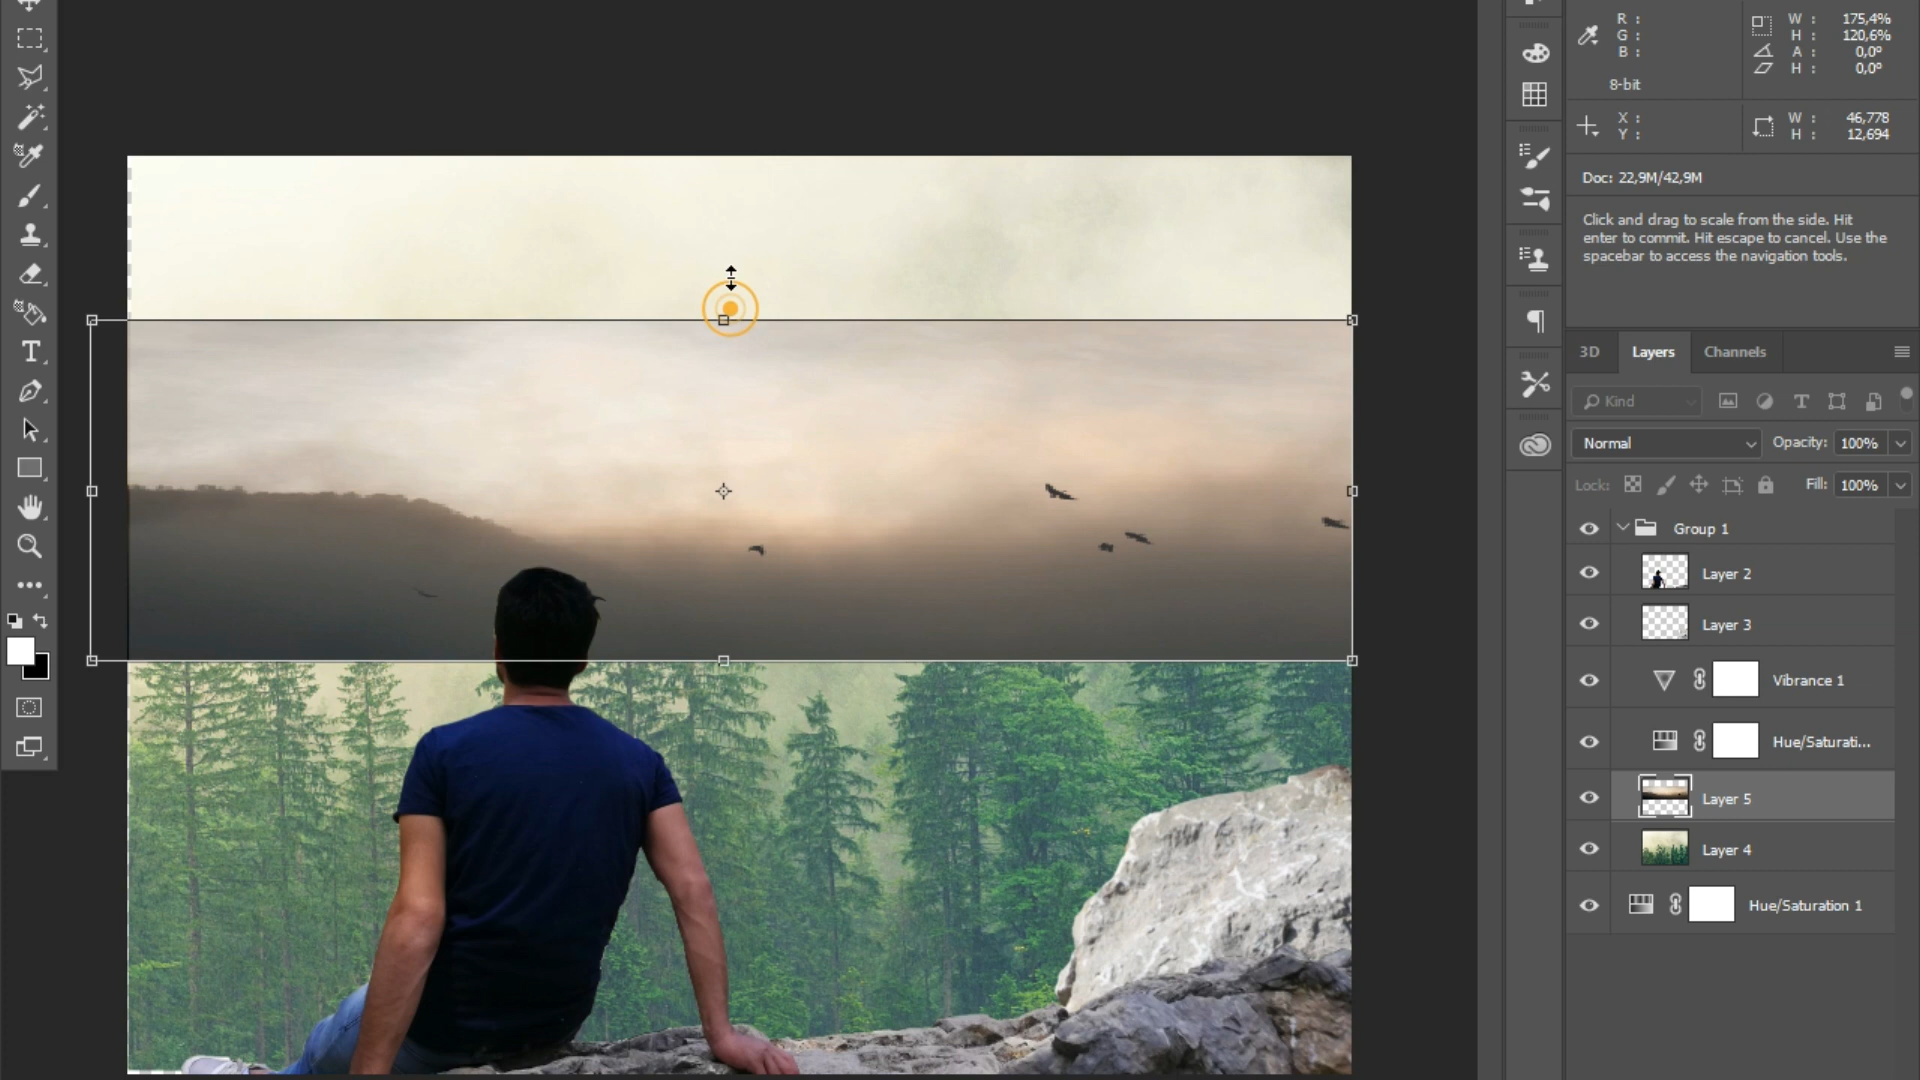 R :
G :
B :
8-bit
W : 175,4%
H : 120,6%
A : 0,0º
H : 0,0º
X :
Y :
W : 46,778
H : 12,694
Doc: 22,9M/42,9M
Click and drag to scale from the side. Hit
enter to commit. Hit escape to cancel. Use the
spacebar to access the navigation tools.
3D Layers Channels
Kind
Normal Opacity: 100%
Lock: Fill: 100%
Group 1
Layer 2
Layer 3
Vibrance 1
Hue/Saturati...
Layer 5
Layer 4
Hue/Saturation 1